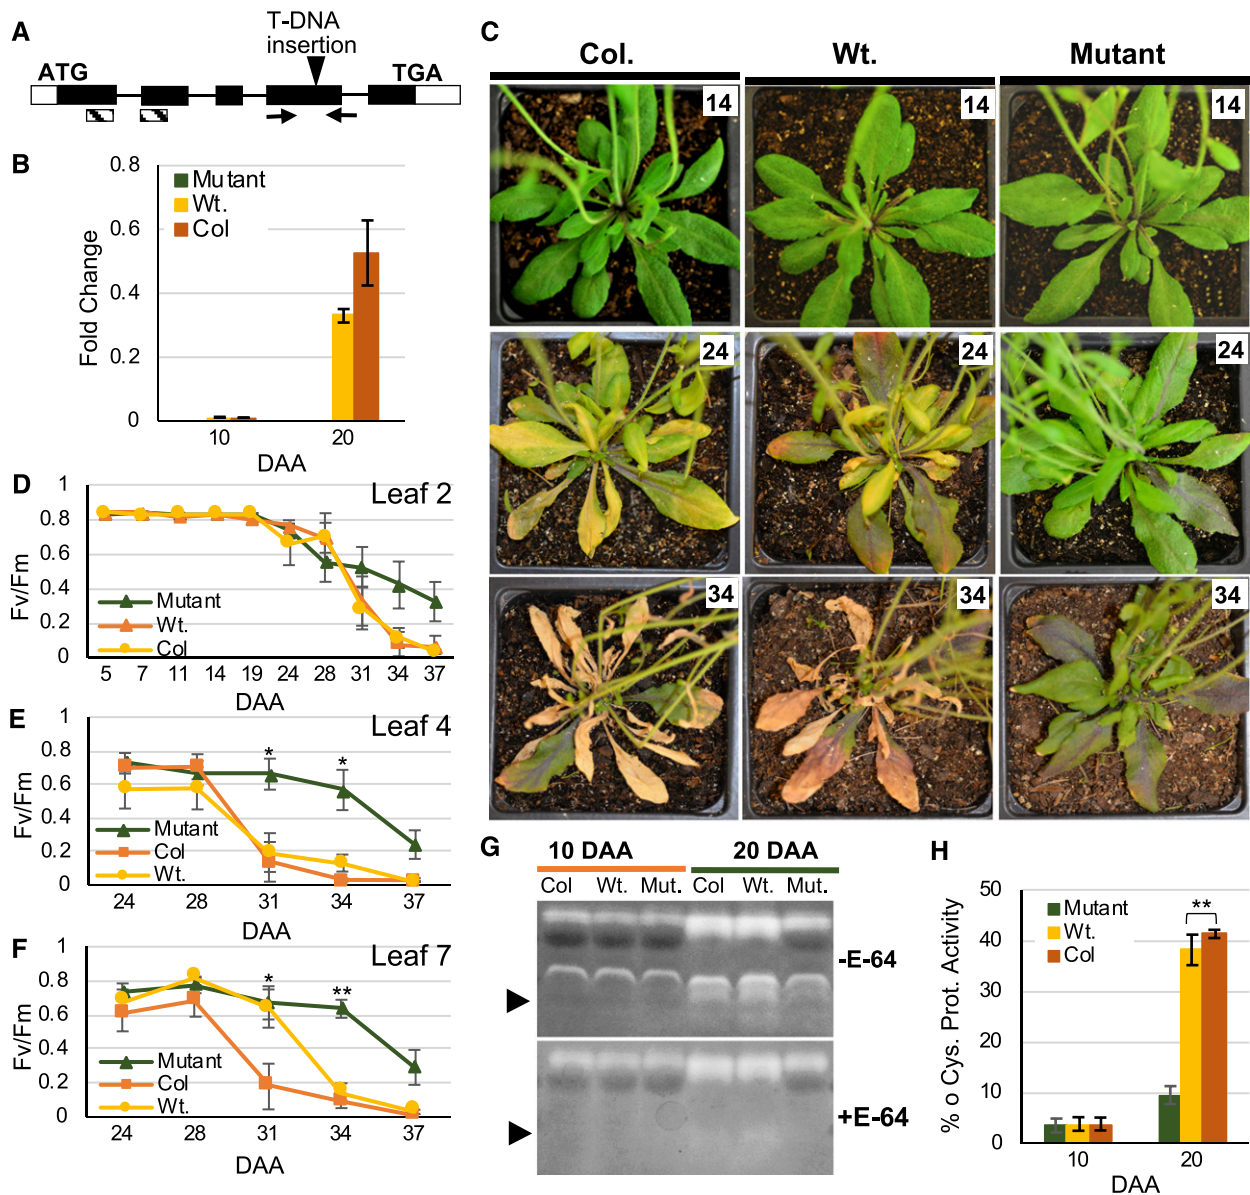 A
T-DNA
insertion
ATG
TGA
B
0.8
0.6
0.4
0.2
0
Fold Change
Mutant
Wt.
Col
10
20
DAA
C
Col.
Wt.
Mutant
14
14
14
24
24
24
34
34
34
D
Leaf 2
1
0.8
0.6
0.4
0.2
0
Fv/Fm
Mutant
Wt.
Col
5 7 11 14 19 24 28 31 34 37
DAA
E
Leaf 4
1
0.8
0.6
0.4
0.2
0
Fv/Fm
*
*
Mutant
Col
Wt.
24 28 31 34 37
DAA
F
Leaf 7
1
0.8
0.6
0.4
0.2
0
Fv/Fm
*
**
Mutant
Col
Wt.
24 28 31 34 37
DAA
G
10 DAA
20 DAA
Col Wt. Mut. Col Wt. Mut.
-E-64
+E-64
H
50
40
30
20
10
0
% o Cys. Prot. Activity
Mutant
Wt.
Col
**
10
20
DAA